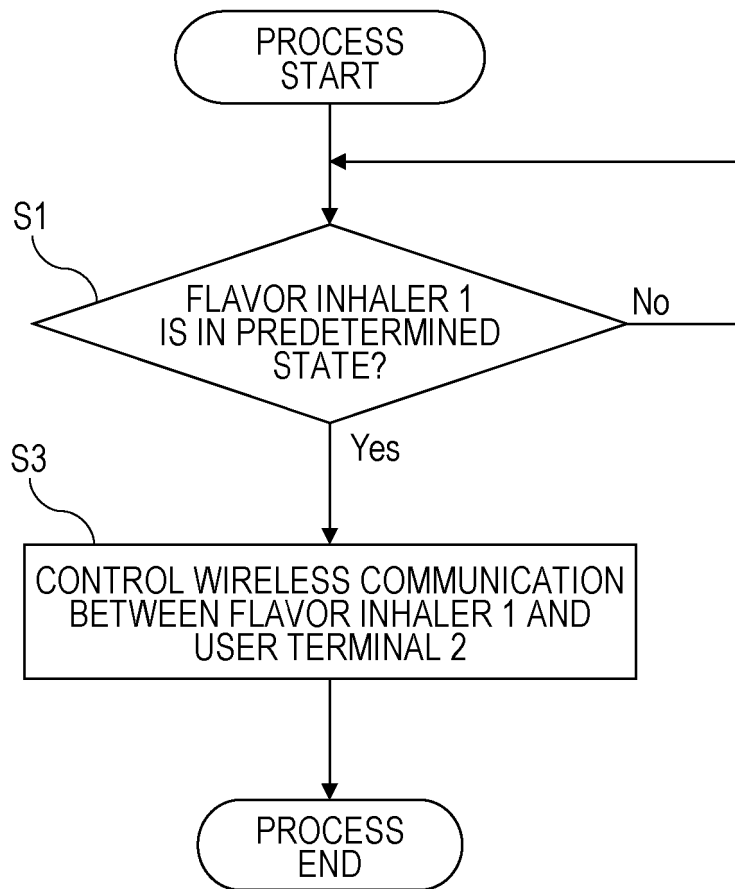 PROCESS
START
S1
FLAVOR INHALER 1
IS IN PREDETERMINED
STATE?
No
Yes
S3
CONTROL WIRELESS COMMUNICATION
BETWEEN FLAVOR INHALER 1 AND
USER TERMINAL 2
PROCESS
END